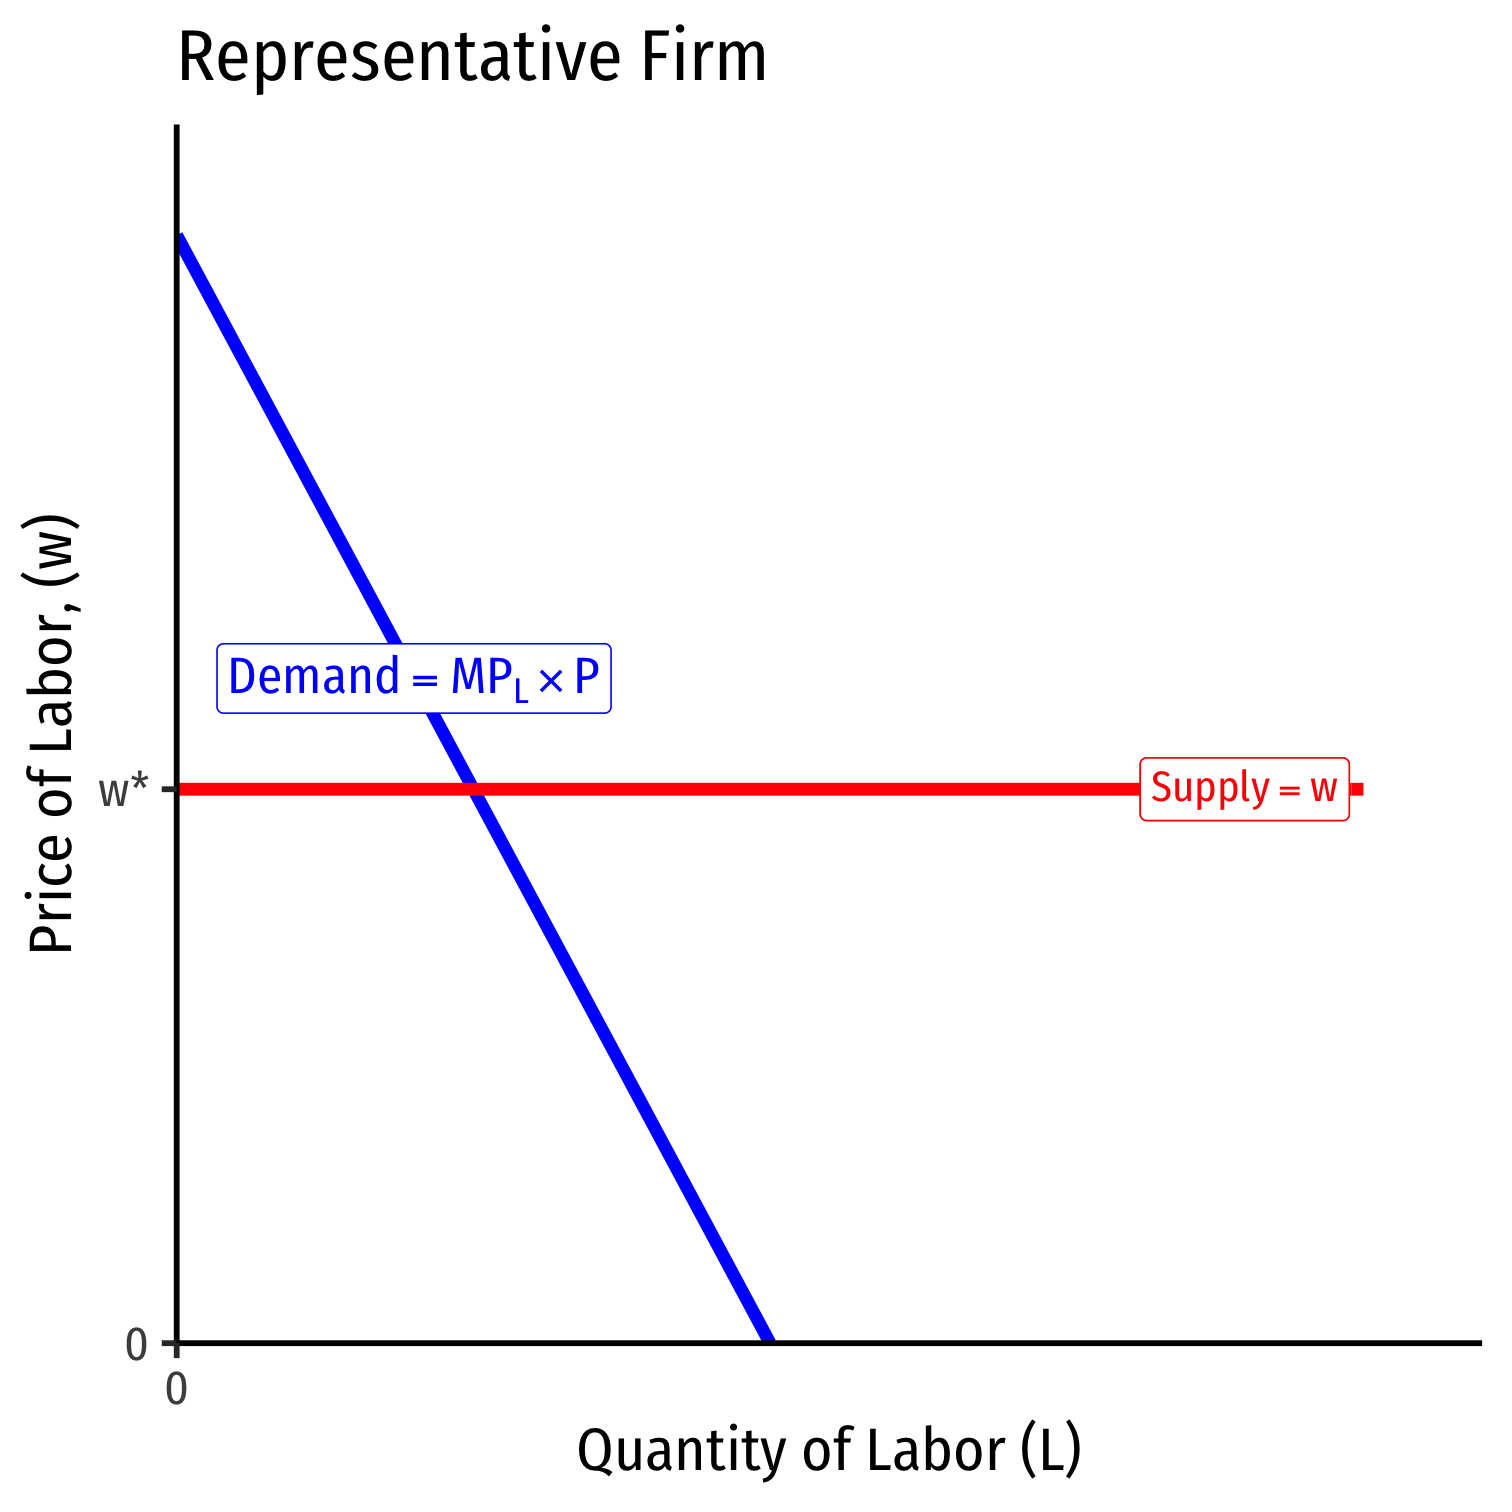 Representative Firm
Price of Labor, (w)
Demand = MP_L × P
w*
Supply = w
0
0
Quantity of Labor (L)